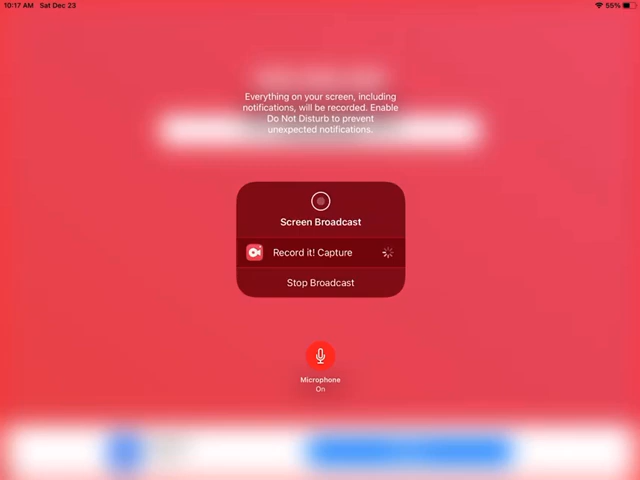 10:17 AM Sat Dec 23
55%
Everything on your screen, including
notifications, will be recorded. Enable
Do Not Disturb to prevent
unexpected notifications.
Screen Broadcast
Record it! Capture
Stop Broadcast
Microphone
On